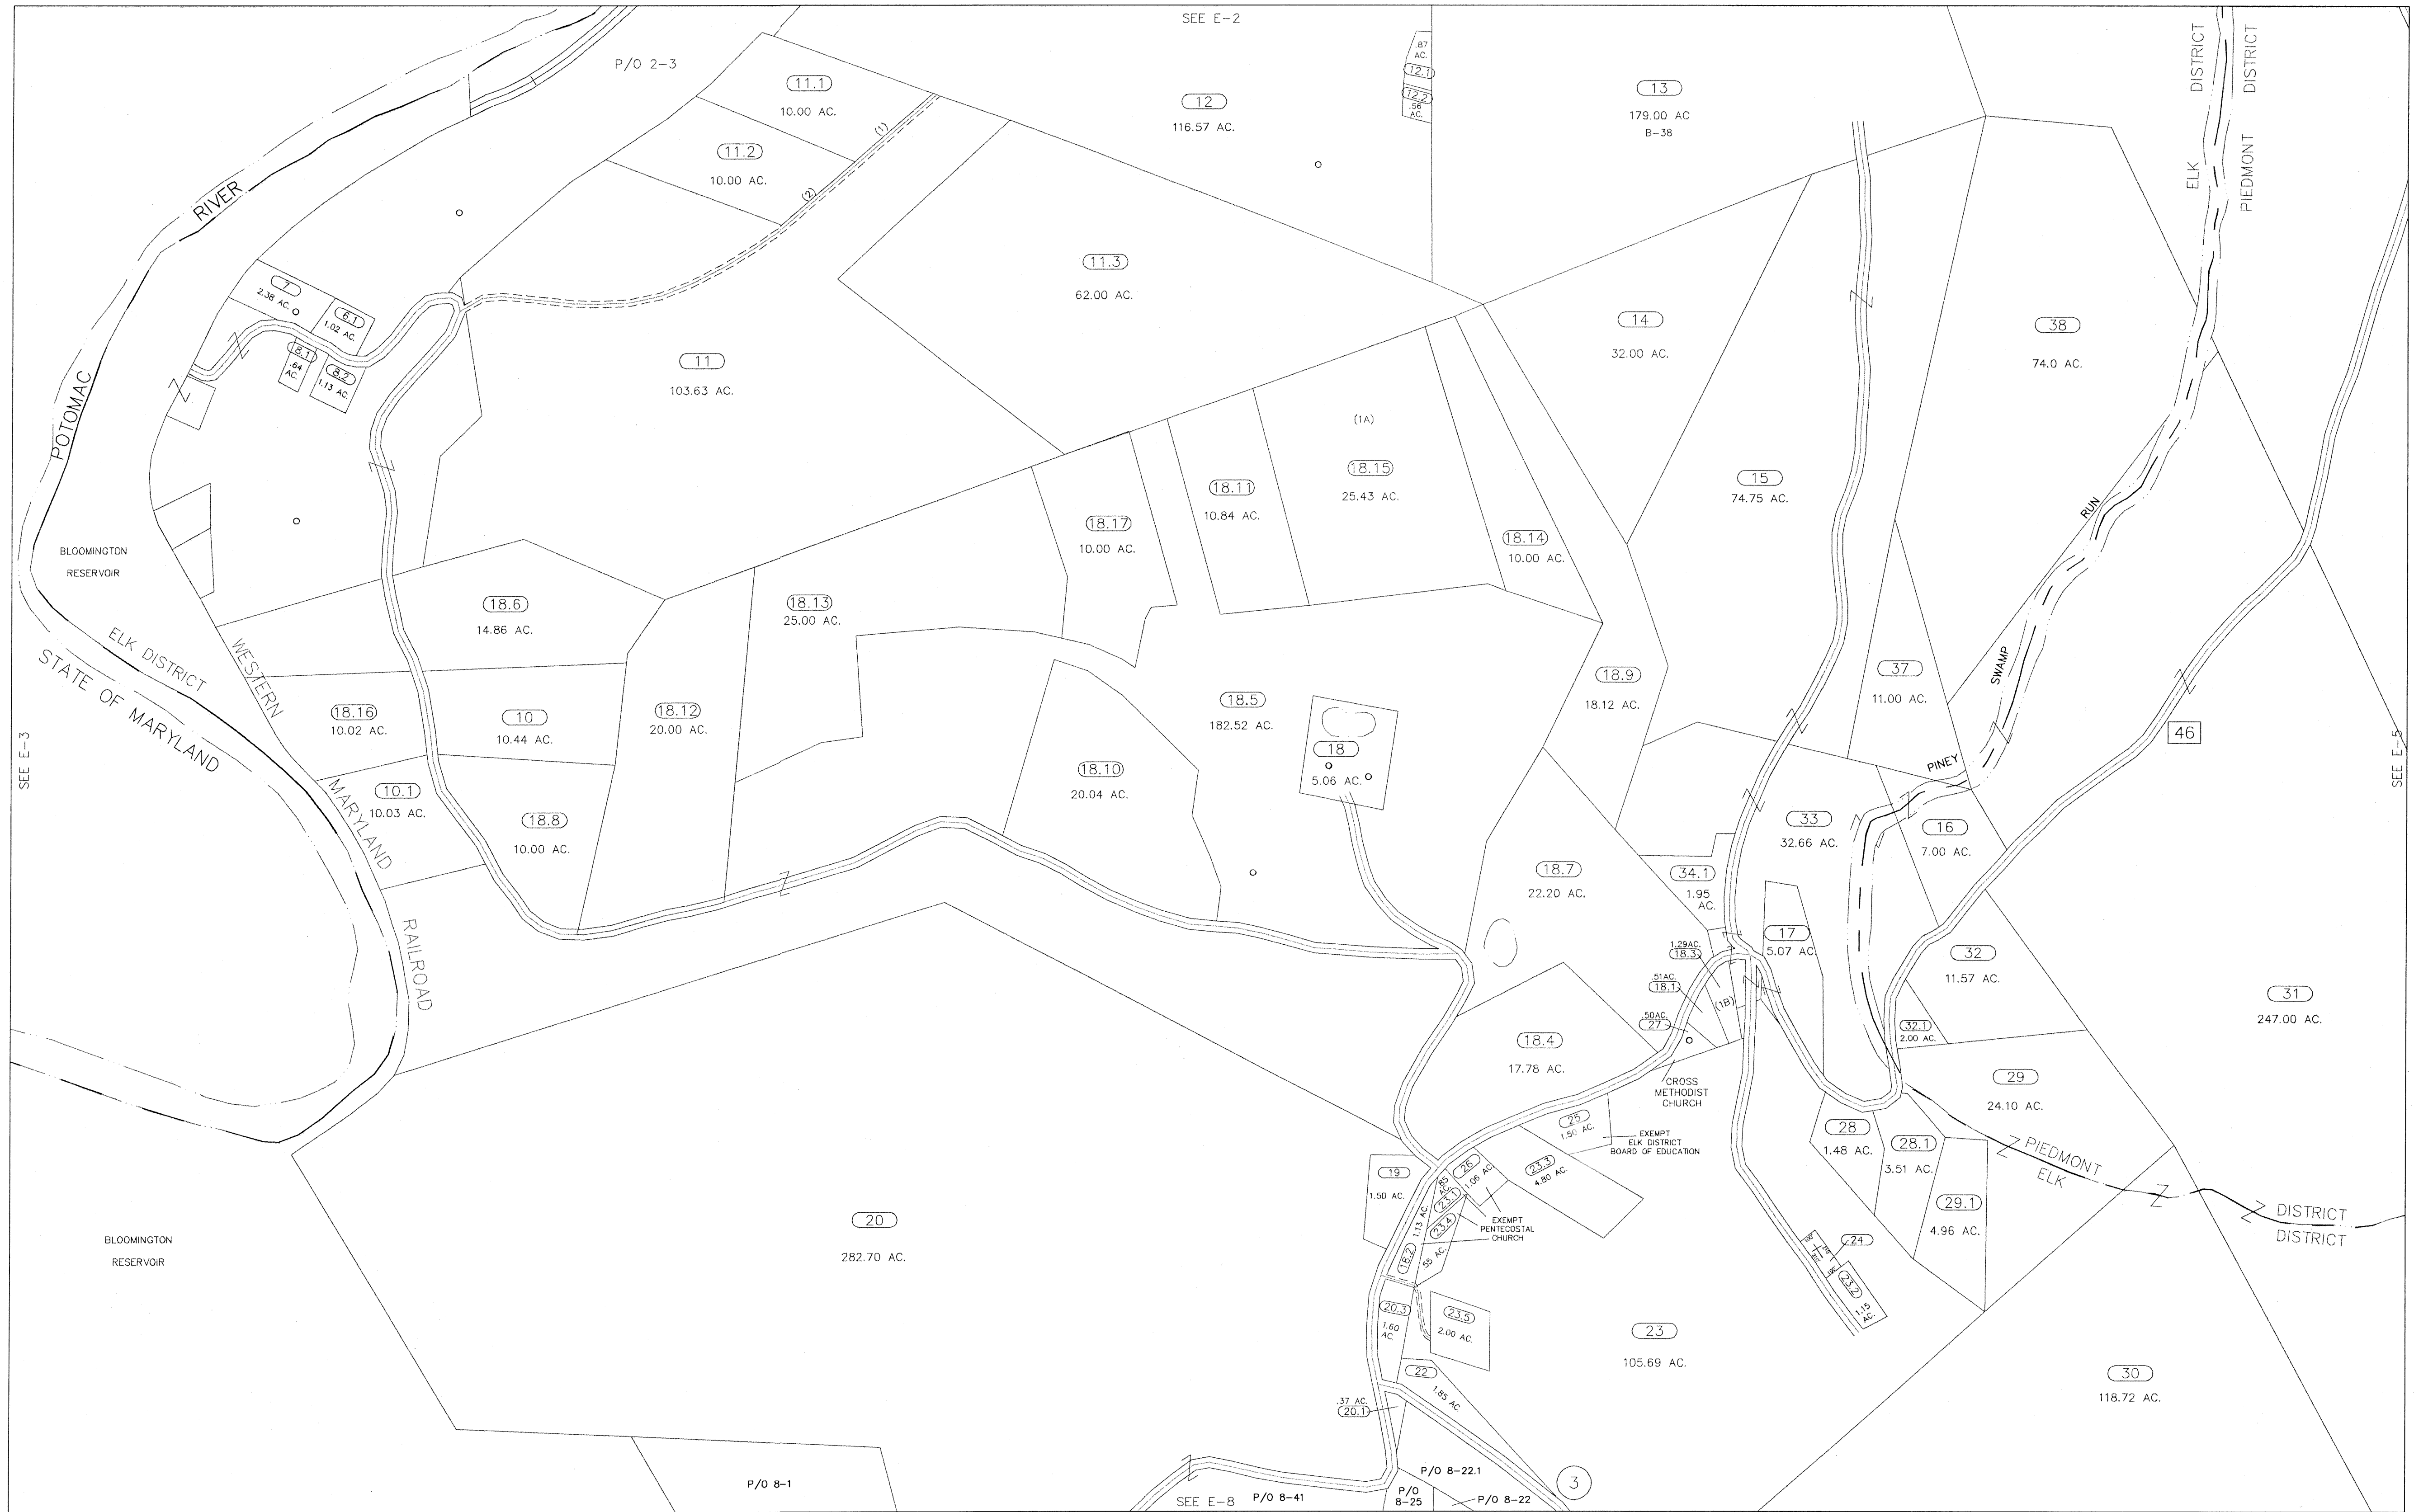 SEE E-2
P/O 2-3
11.1
10.00 AC.
11.2
10.00 AC.
(1)
(2)
12
116.57 AC.
.87
AC.
12.1
12.2
.56
AC.
13
179.00 AC
B-38
ELK DISTRICT
PIEDMONT DISTRICT
POTOMAC RIVER
7
2.38 AC.
6.1
1.02 AC.
8.1
.64
AC.
8.2
1.13 AC.
11
103.63 AC.
11.3
62.00 AC.
14
32.00 AC.
15
74.75 AC.
38
74.0 AC.
(1A)
18.15
25.43 AC.
18.11
10.84 AC.
18.17
10.00 AC.
18.14
10.00 AC.
BLOOMINGTON
RESERVOIR
ELK DISTRICT
STATE OF MARYLAND
SEE E-3
WESTERN MARYLAND RAILROAD
18.6
14.86 AC.
18.13
25.00 AC.
18.16
10.02 AC.
10
10.44 AC.
18.12
20.00 AC.
18.5
182.52 AC.
18
5.06 AC.
18.9
18.12 AC.
37
11.00 AC.
PINEY SWAMP RUN
46
SEE E-5
10.1
10.03 AC.
18.8
10.00 AC.
18.10
20.04 AC.
18.7
22.20 AC.
34.1
1.95
AC.
33
32.66 AC.
16
7.00 AC.
17
5.07 AC.
1.29AC.
18.3
.51AC.
18.1
(1B)
.50AC.
27
32
11.57 AC.
32.1
2.00 AC.
31
247.00 AC.
18.4
17.78 AC.
CROSS
METHODIST
CHURCH
29
24.10 AC.
25
1.50 AC.
EXEMPT
ELK DISTRICT
BOARD OF EDUCATION
28
1.48 AC.
28.1
3.51 AC.
29.1
4.96 AC.
PIEDMONT DISTRICT
ELK DISTRICT
19
1.50 AC.
26
1.06 AC.
23.3
4.80 AC.
.85
AC.
23.1
23.4
.55 AC.
1.13 AC.
18.2
EXEMPT
PENTECOSTAL
CHURCH
20
282.70 AC.
BLOOMINGTON
RESERVOIR
24
23.2
1.15
AC.
20.3
1.60
AC.
23.5
2.00 AC.
23
105.69 AC.
22
1.85 AC.
30
118.72 AC.
.37 AC.
20.1
P/O 8-1
SEE E-8
P/O 8-41
P/O
8-25
P/O 8-22.1
P/O 8-22
3